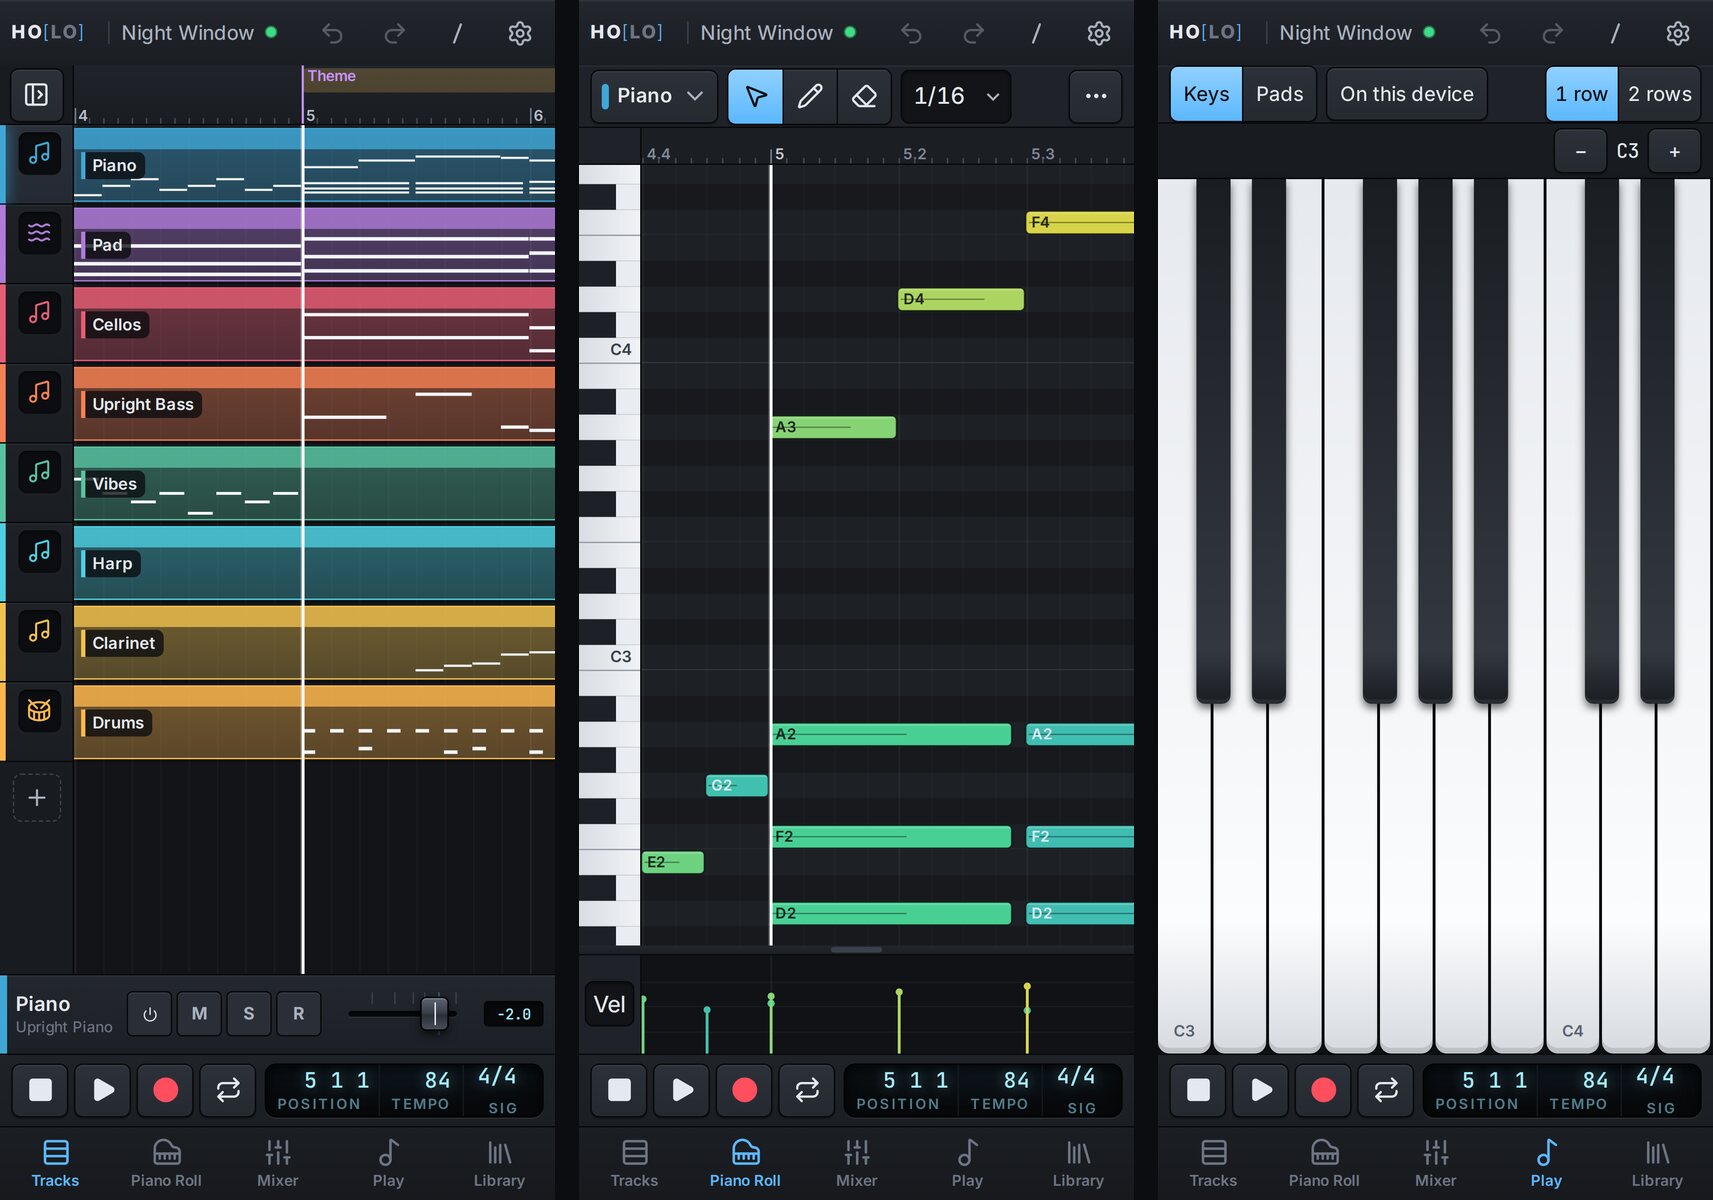 HO[LO] Night Window /
Theme
4 5 6
Piano
Pad
Cellos
Upright Bass
Vibes
Harp
Clarinet
Drums
+
Piano
Upright Piano
M S R
-2.0
5 1 1 84 4/4
POSITION TEMPO SIG
Tracks Piano Roll Mixer Play Library
HO[LO] Night Window /
Piano 1/16 ...
4,4 5 5,2 5,3
F4
D4
C4
A3
C3
A2 A2
G2
F2 F2
E2
D2 D2
Vel
5 1 1 84 4/4
POSITION TEMPO SIG
Tracks Piano Roll Mixer Play Library
HO[LO] Night Window /
Keys Pads On this device 1 row 2 rows
- C3 +
C3 C4
5 1 1 84 4/4
POSITION TEMPO SIG
Tracks Piano Roll Mixer Play Library